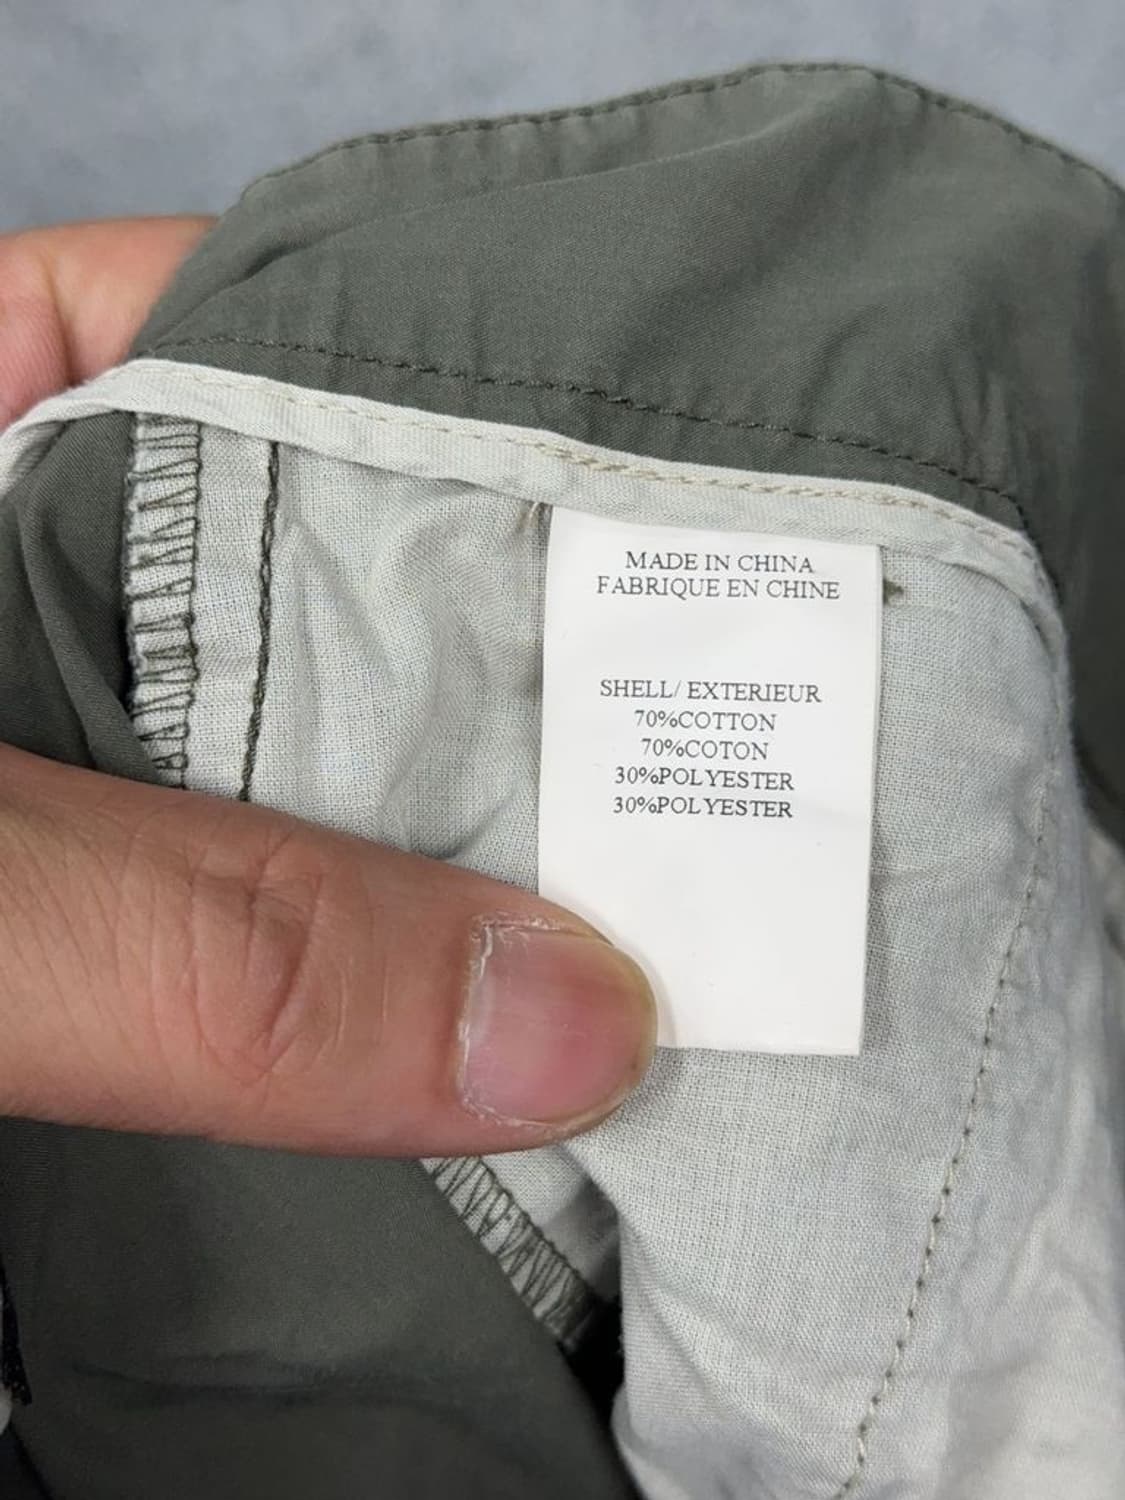 MADE IN CHINA
FABRIQUE EN CHINE
SHELL/ EXTERIEUR
70%COTTON
70%COTON
30%POLYESTER
30%POLYESTER